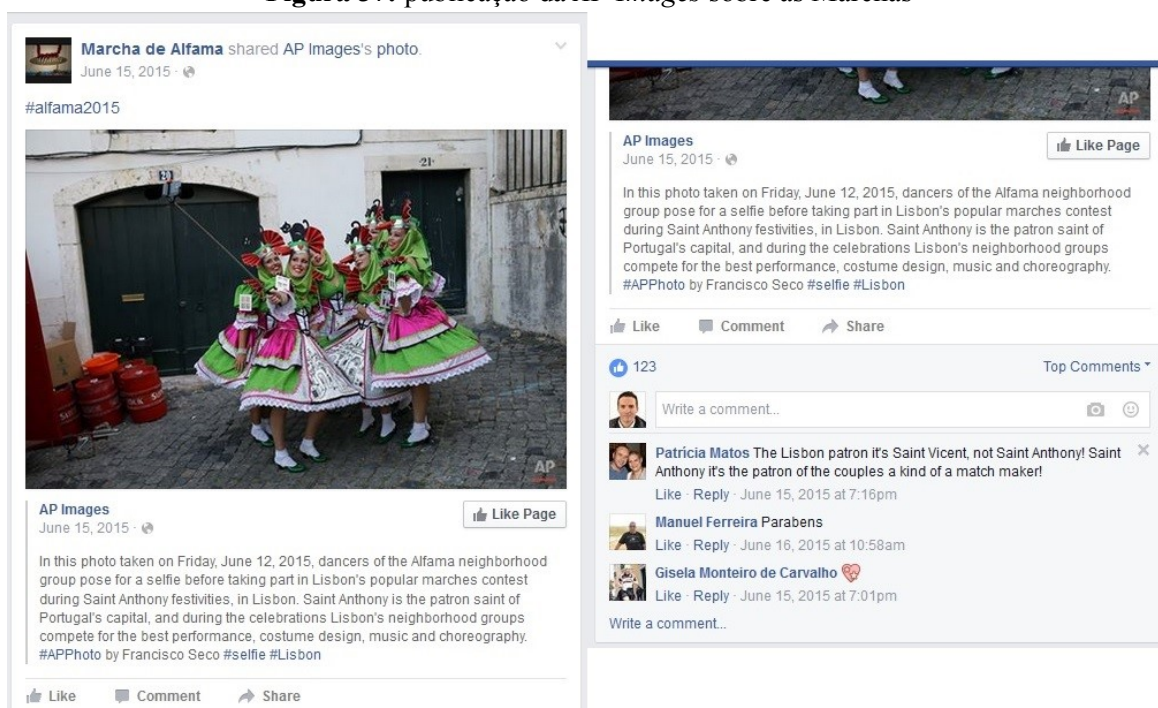 Figura 37: publicação da AP Images sobre as Marchas
Marcha de Alfama shared AP Images's photo.
June 15, 2015 ·
#alfama2015
20
21
AP
AP Images
June 15, 2015 ·
Like Page
In this photo taken on Friday, June 12, 2015, dancers of the Alfama neighborhood
group pose for a selfie before taking part in Lisbon's popular marches contest
during Saint Anthony festivities, in Lisbon. Saint Anthony is the patron saint of
Portugal's capital, and during the celebrations Lisbon's neighborhood groups
compete for the best performance, costume design, music and choreography.
#APPhoto by Francisco Seco #selfie #Lisbon
Like Comment Share
AP
AP Images
June 15, 2015 ·
Like Page
In this photo taken on Friday, June 12, 2015, dancers of the Alfama neighborhood
group pose for a selfie before taking part in Lisbon's popular marches contest
during Saint Anthony festivities, in Lisbon. Saint Anthony is the patron saint of
Portugal's capital, and during the celebrations Lisbon's neighborhood groups
compete for the best performance, costume design, music and choreography.
#APPhoto by Francisco Seco #selfie #Lisbon
Like Comment Share
123 Top Comments
Write a comment...
Patrícia Matos The Lisbon patron it's Saint Vicent, not Saint Anthony! Saint
Anthony it's the patron of the couples a kind of a match maker!
Like · Reply · June 15, 2015 at 7:16pm
Manuel Ferreira Parabens
Like · Reply · June 16, 2015 at 10:58am
Gisela Monteiro de Carvalho
Like · Reply · June 15, 2015 at 7:01pm
Write a comment...